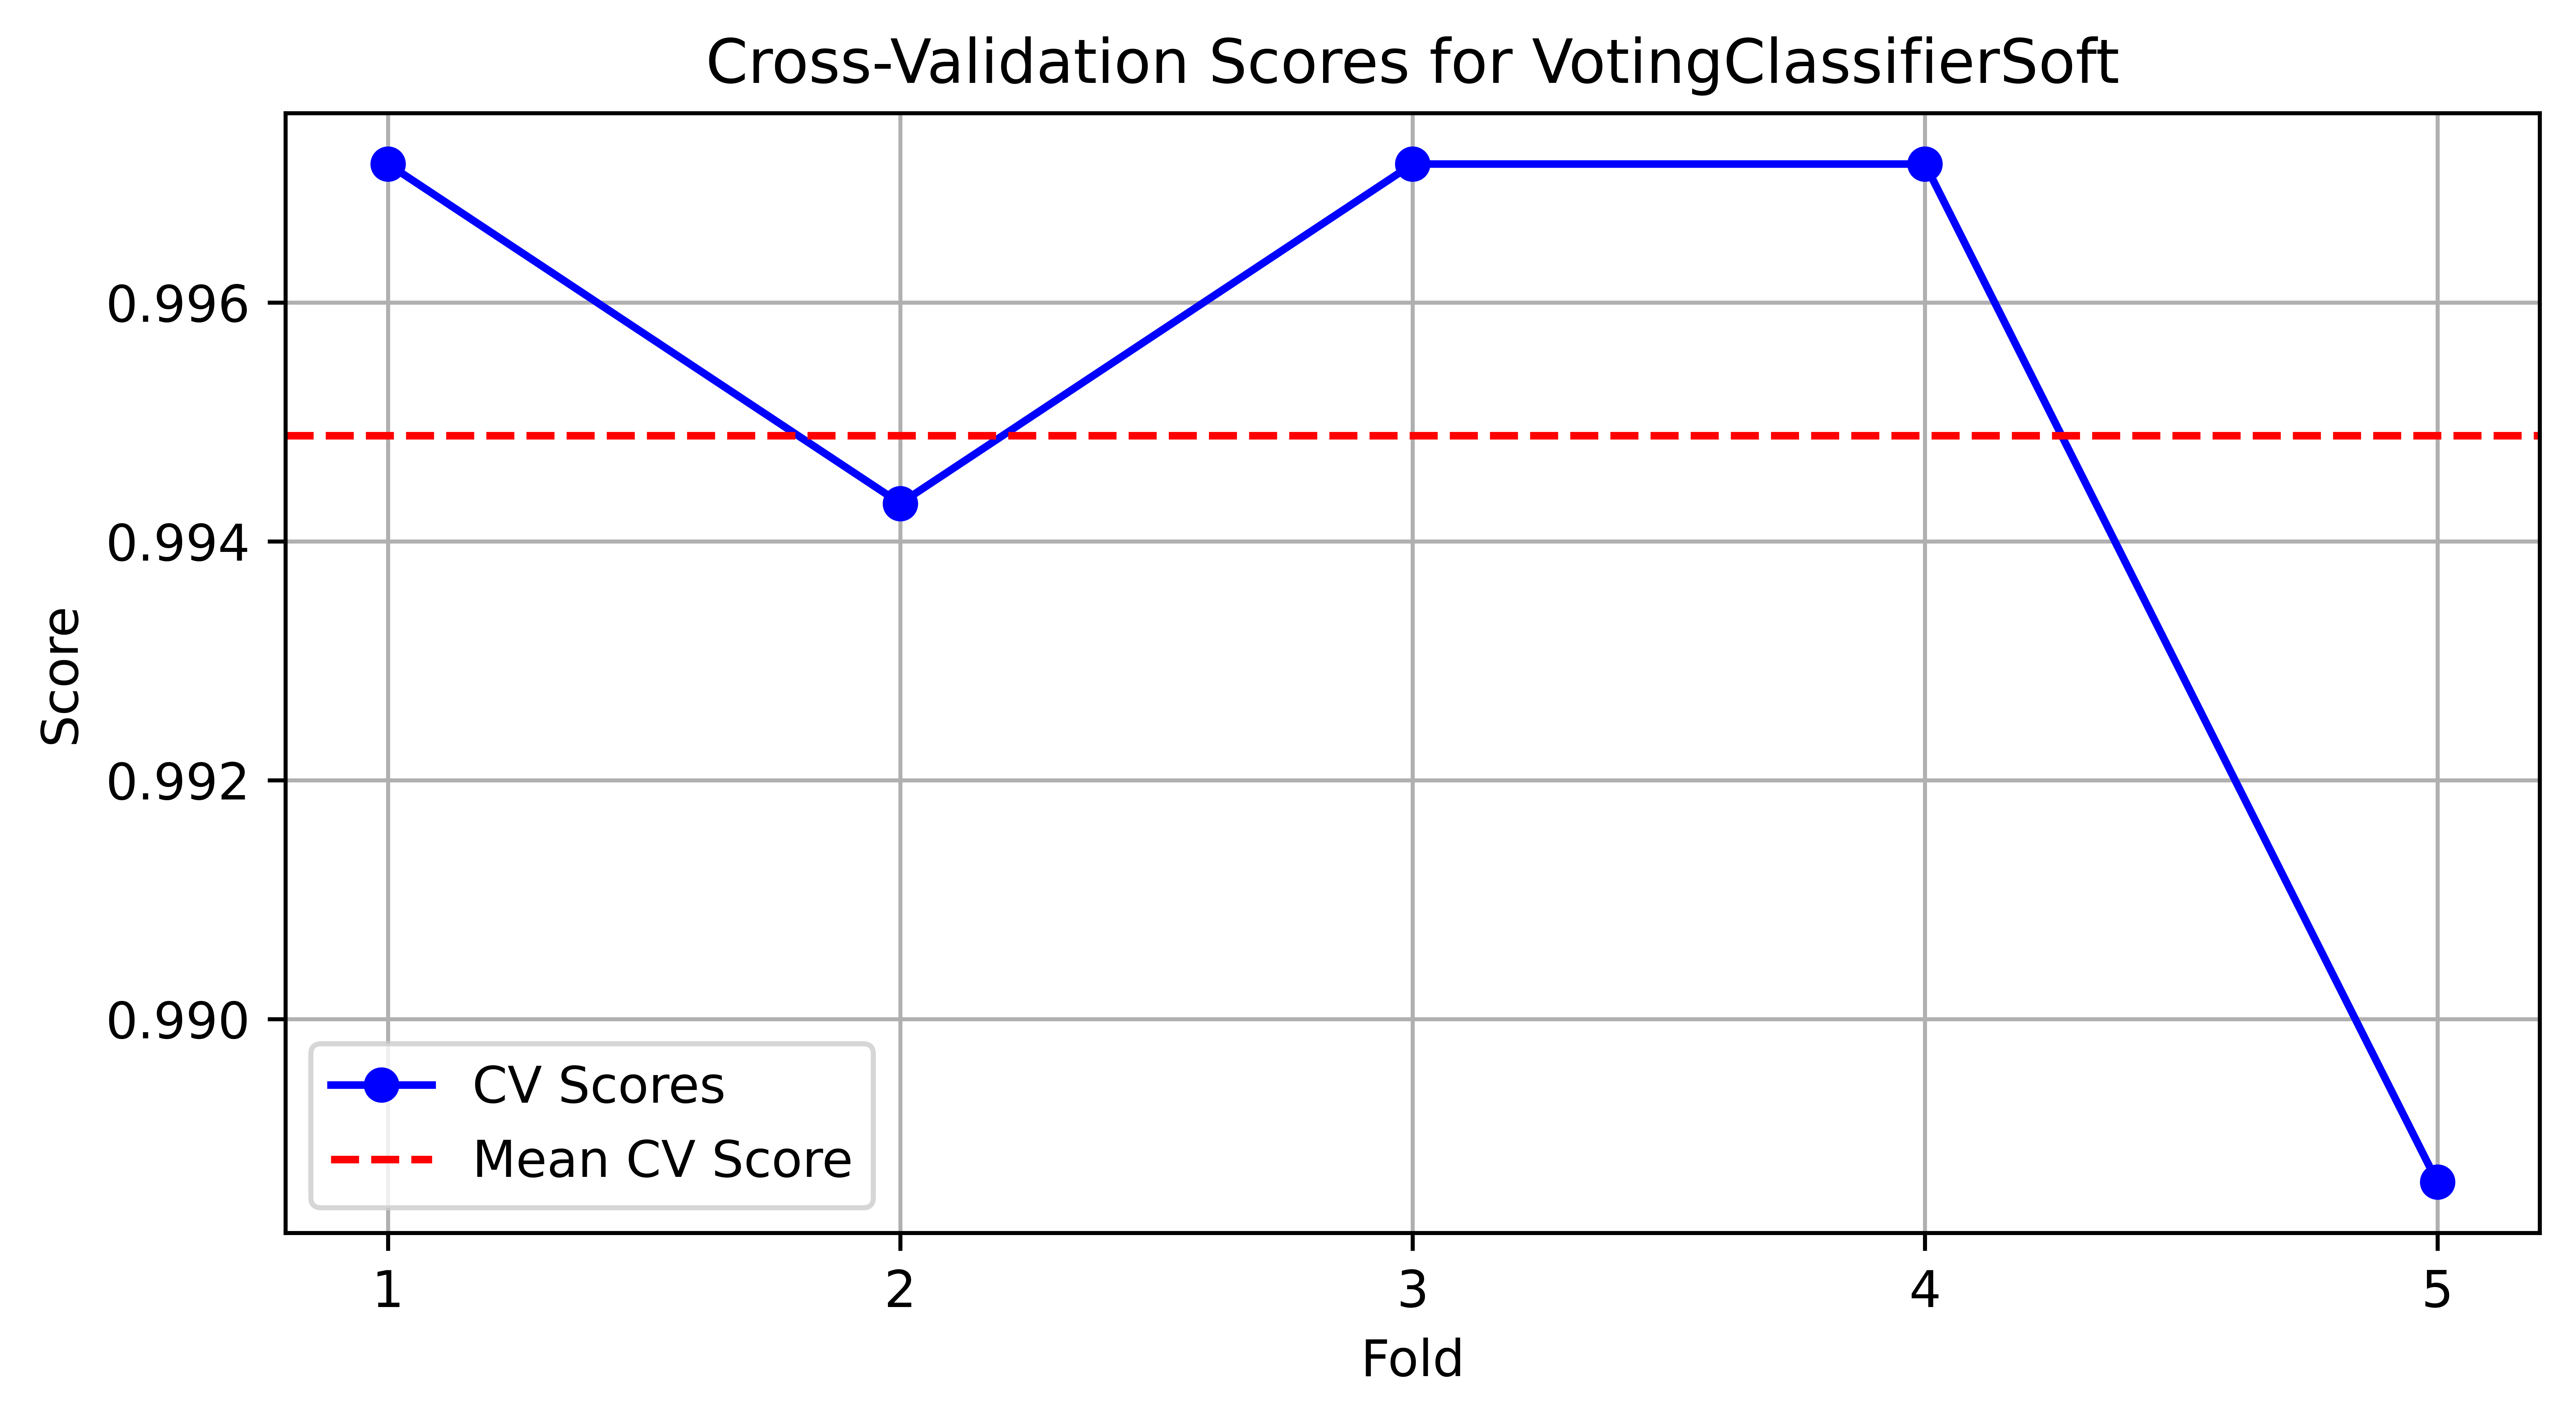 Cross-Validation Scores for VotingClassifierSoft
Score
0.996
0.994
0.992
0.990
CV Scores
Mean CV Score
1 2 3 4 5
Fold